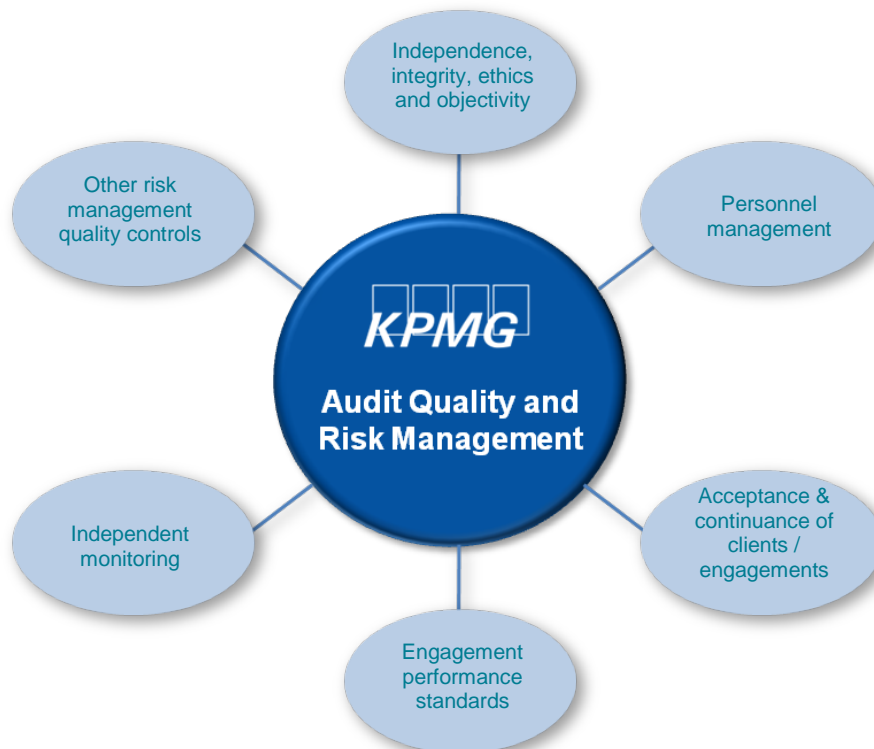 Independence,
integrity, ethics
and objectivity
Other risk
management
quality controls
Personnel
management
KPMG
Audit Quality and
Risk Management
Independent
monitoring
Acceptance &
continuance of
clients /
engagements
Engagement
performance
standards